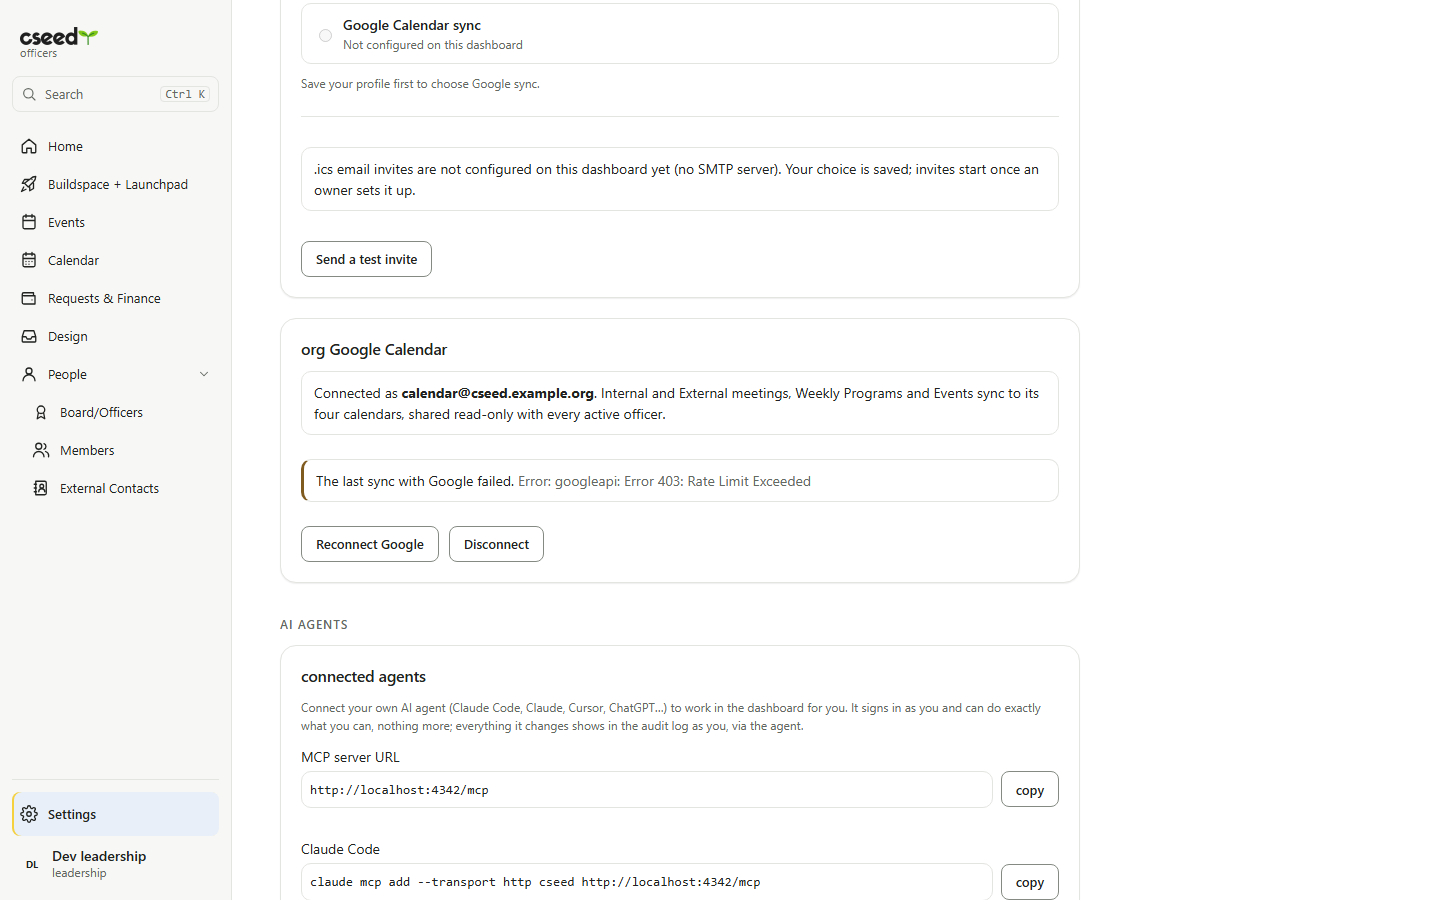 cseed
officers
Search
Ctrl K
Home
Buildspace + Launchpad
Events
Calendar
Requests & Finance
Design
People
Board/Officers
Members
External Contacts
Settings
DL
Dev leadership
leadership
Google Calendar sync
Not configured on this dashboard
Save your profile first to choose Google sync.
.ics email invites are not configured on this dashboard yet (no SMTP server). Your choice is saved; invites start once an
owner sets it up.
Send a test invite
org Google Calendar
Connected as calendar@cseed.example.org. Internal and External meetings, Weekly Programs and Events sync to its
four calendars, shared read-only with every active officer.
The last sync with Google failed. Error: googleapi: Error 403: Rate Limit Exceeded
Reconnect Google
Disconnect
AI AGENTS
connected agents
Connect your own AI agent (Claude Code, Claude, Cursor, ChatGPT...) to work in the dashboard for you. It signs in as you and can do exactly
what you can, nothing more; everything it changes shows in the audit log as you, via the agent.
MCP server URL
http://localhost:4342/mcp
copy
Claude Code
claude mcp add --transport http cseed http://localhost:4342/mcp
copy